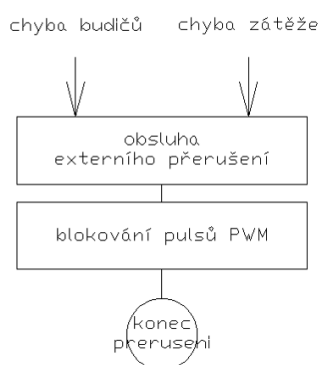 chyba budičů chyba zátěže
obsluha
externího přerušení
blokování pulsů PWM
konec
preruseni